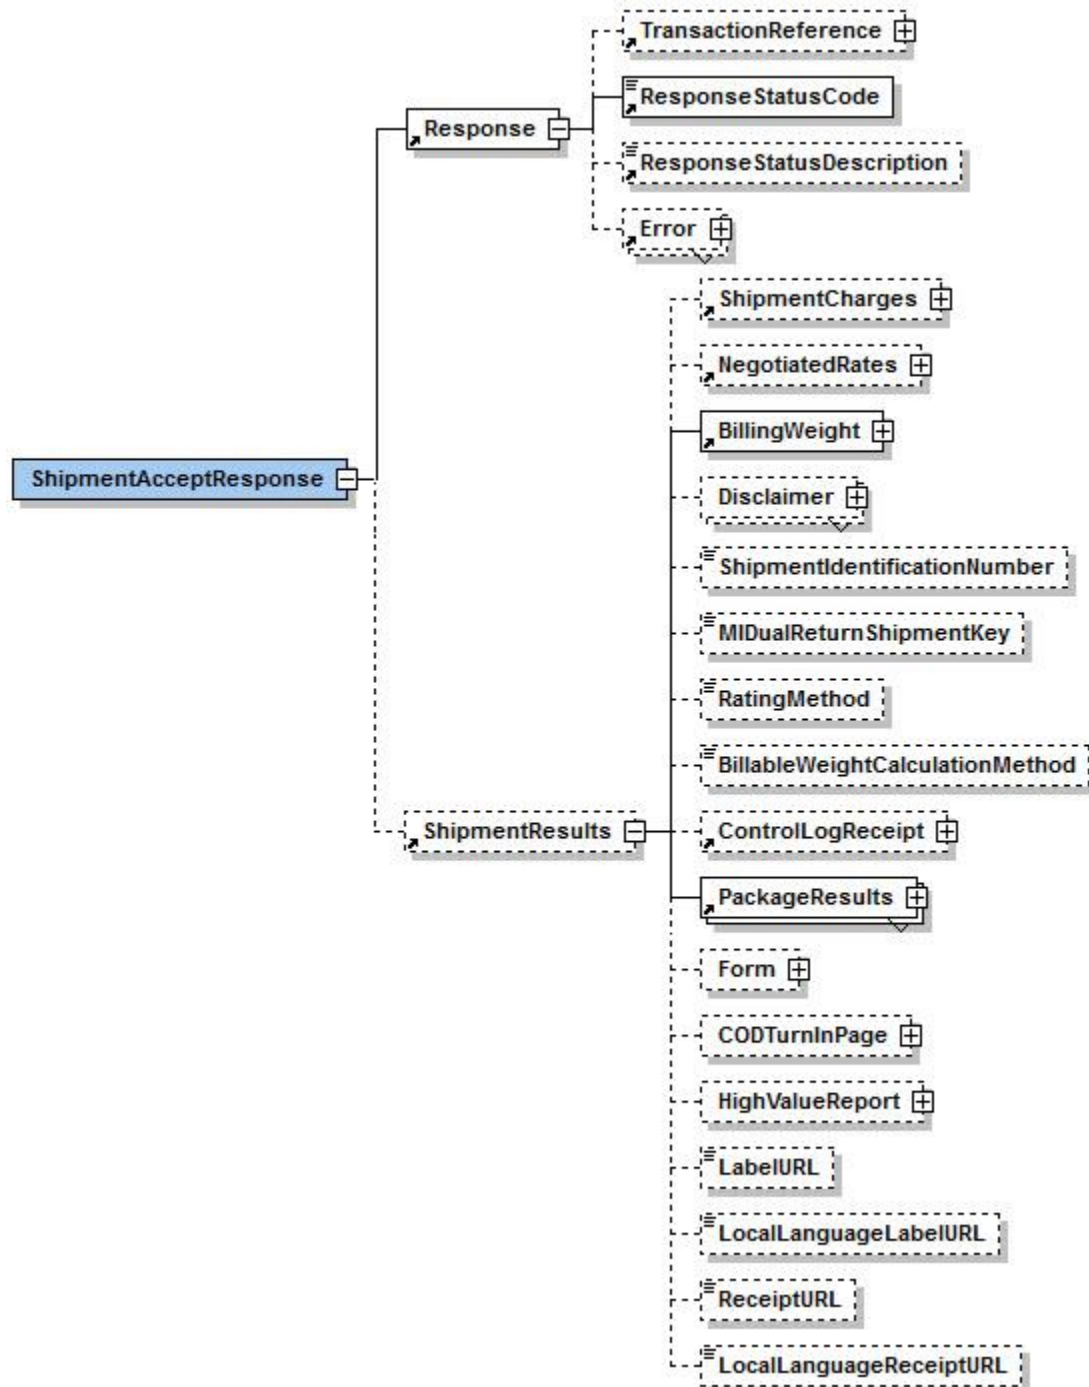 TransactionReference
ResponseStatusCode
Response
ResponseStatusDescription
Error
ShipmentCharges
NegotiatedRates
BillingWeight
ShipmentAcceptResponse
Disclaimer
ShipmentIdentificationNumber
MIDualReturnShipmentKey
RatingMethod
BillableWeightCalculationMethod
ShipmentResults
ControlLogReceipt
PackageResults
Form
CODTurnInPage
HighValueReport
LabelURL
LocalLanguageLabelURL
ReceiptURL
LocalLanguageReceiptURL